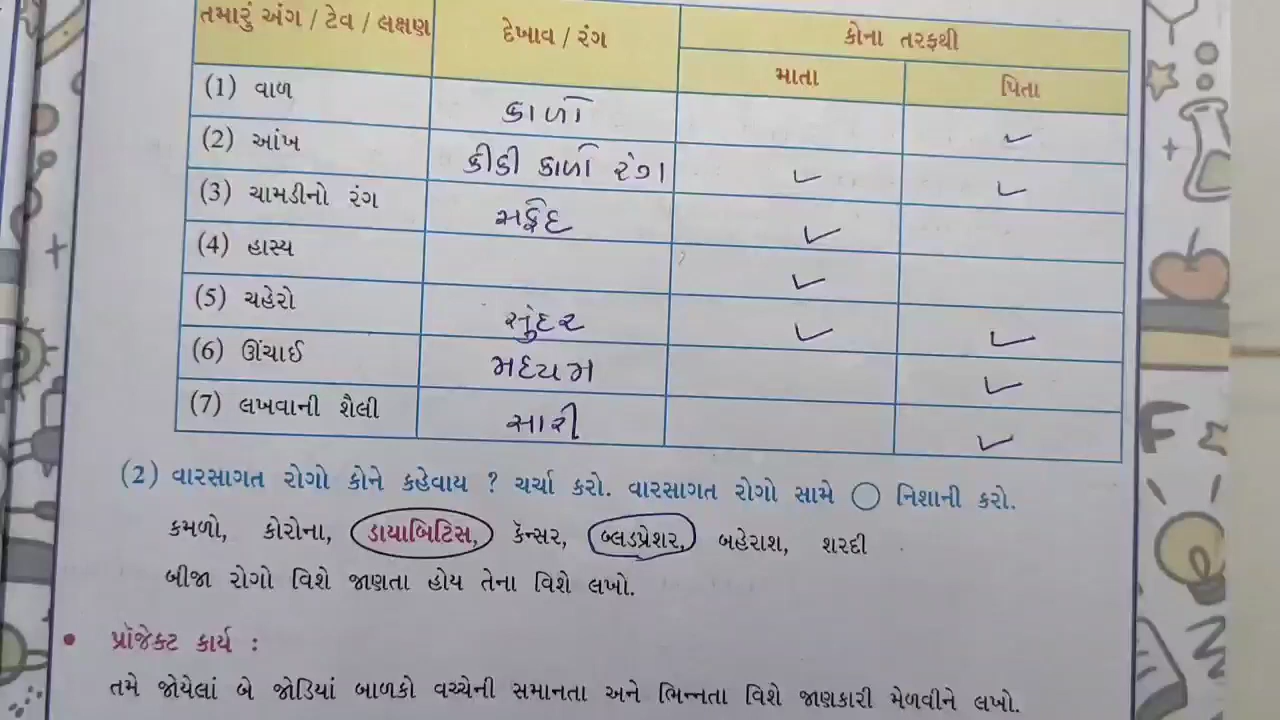 તમારું અંગ / ટેવ / લક્ષણ દેખાવ / રંગ કોના તરફથી
માતા પિતા
(1) વાળ કાળા
(2) આંખ કીકી કાળા રંગ
(3) ચામડીનો રંગ સફેદ
(4) હાસ્ય
(5) ચહેરો સુંદર
(6) ઊંચાઈ મધ્યમ
(7) લખવાની શૈલી સારી
(2) વારસાગત રોગો કોને કહેવાય ? ચર્ચા કરો. વારસાગત રોગો સામે ◯ નિશાની કરો.
કમળો, કોરોના, ડાયાબિટિસ, કૅન્સર, બ્લડપ્રેશર, બહેરાશ, શરદી
બીજા રોગો વિશે જાણતા હોય તેના વિશે લખો.
• પ્રૉજેક્ટ કાર્ય :
તમે જોયેલાં બે જોડિયાં બાળકો વચ્ચેની સમાનતા અને ભિન્નતા વિશે જાણકારી મેળવીને લખો.